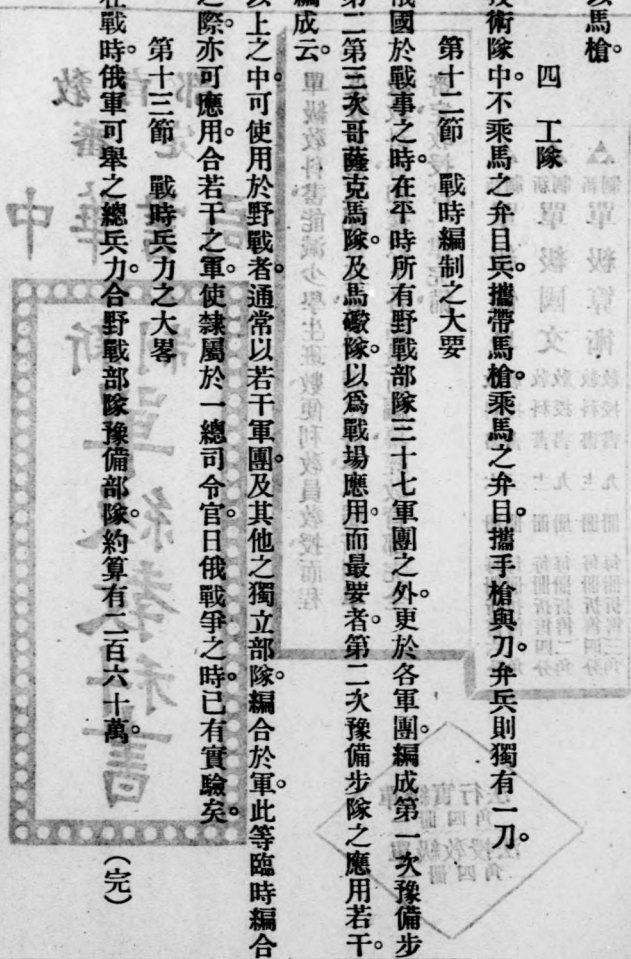 以馬槍。
四　工隊
技術隊中。不乘馬之弁目兵。攜帶馬槍。乘馬之弁目。攜手槍與刀。弁兵則獨有一刀。
第十二節　戰時編制之大要
俄國於戰事之時。在平時所有野戰部隊三十七軍團之外。更於各軍團。編成第一次豫備步
第二第三次哥薩克馬隊。及馬礮隊。以爲戰場應用。而最要者。第二次豫備步隊之應用若干。
編成云。
以上之中。可使用於野戰者。通常以若干軍團。及其他之獨立部隊。編合於軍。此等臨時編合
之際。亦可應用。合若干之軍。使隸屬於一總司令官。日俄戰爭之時。已有實驗矣。
第十三節　戰時兵力之大畧
在戰時。俄軍可舉之總兵力。合野戰部隊豫備部隊。約算有二百六十萬。（完）